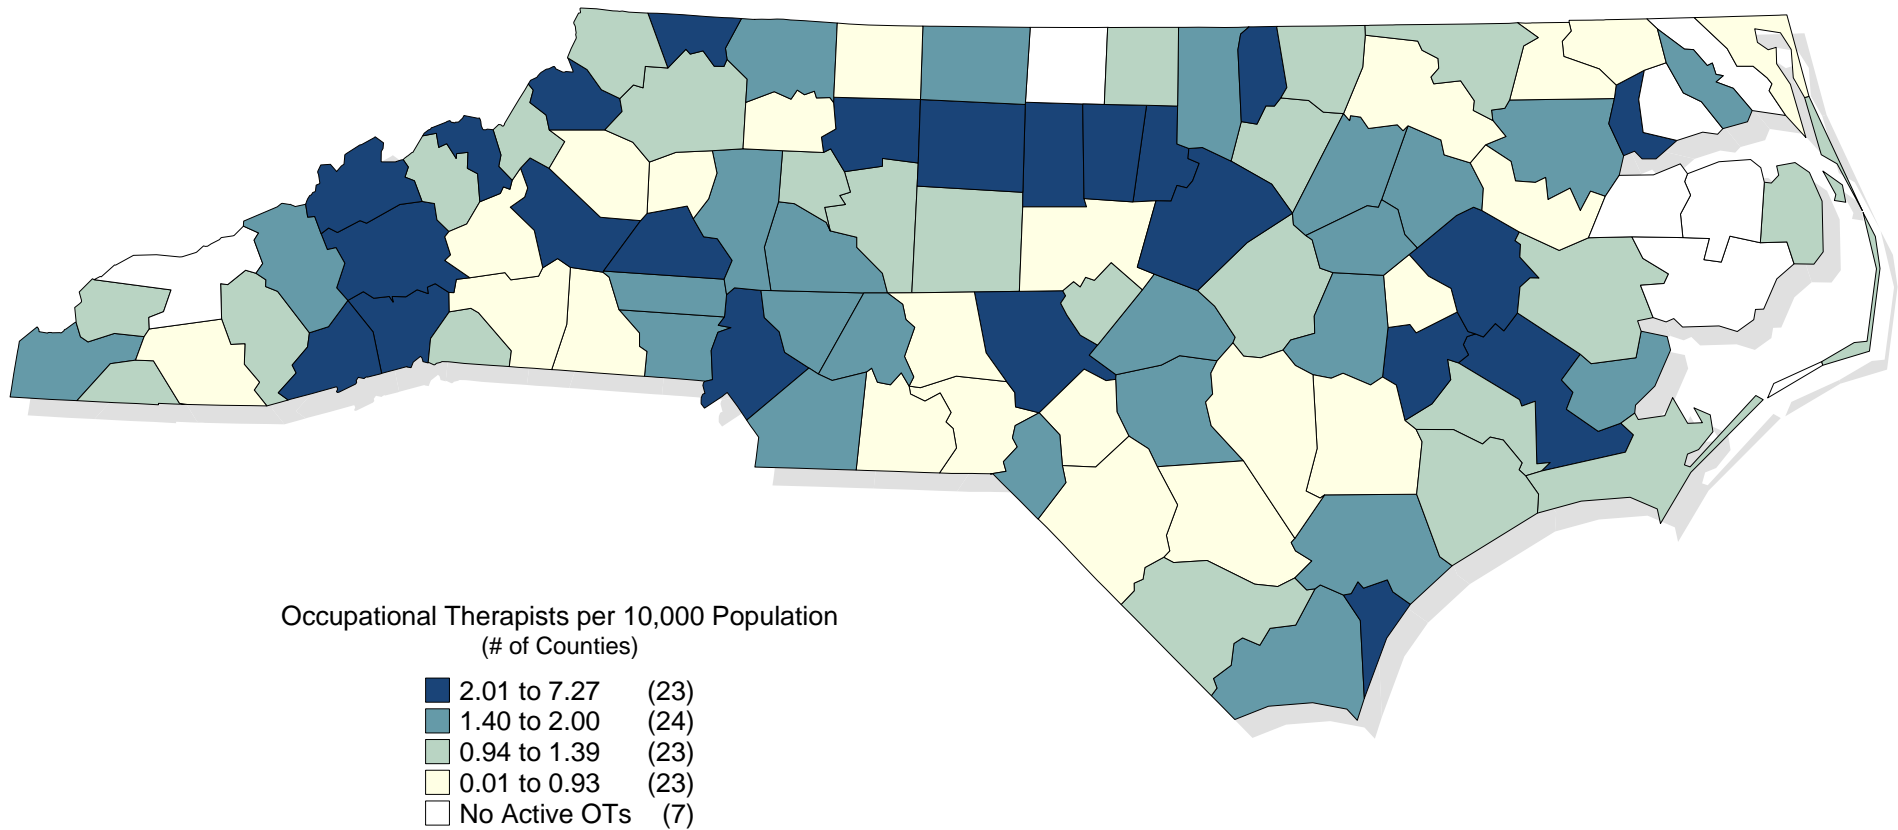 Occupational Therapists per 10,000 Population
(# of Counties)
2.01 to 7.27 (23)
1.40 to 2.00 (24)
0.94 to 1.39 (23)
0.01 to 0.93 (23)
No Active OTs (7)